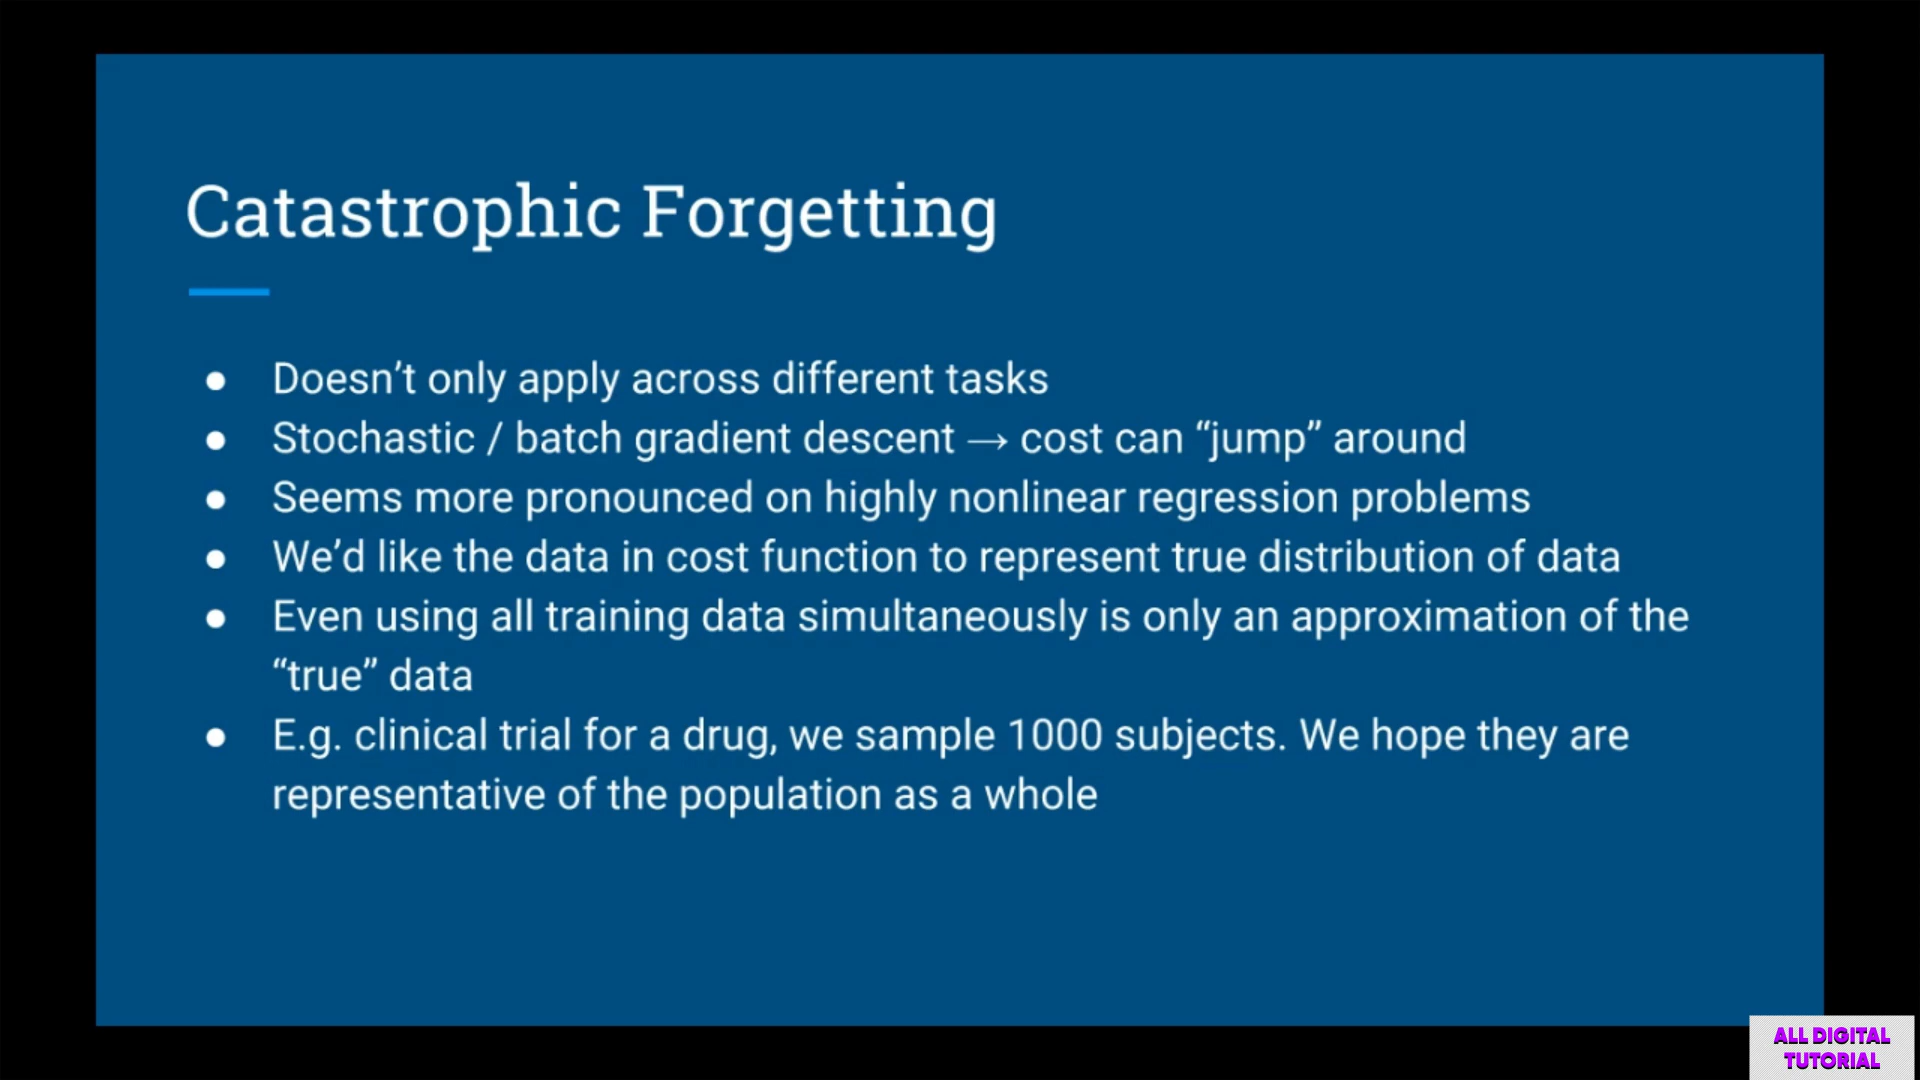 Catastrophic Forgetting
● Doesn’t only apply across different tasks
● Stochastic / batch gradient descent → cost can “jump” around
● Seems more pronounced on highly nonlinear regression problems
● We’d like the data in cost function to represent true distribution of data
● Even using all training data simultaneously is only an approximation of the
“true” data
● E.g. clinical trial for a drug, we sample 1000 subjects. We hope they are
representative of the population as a whole
ALL DIGITAL
TUTORIAL